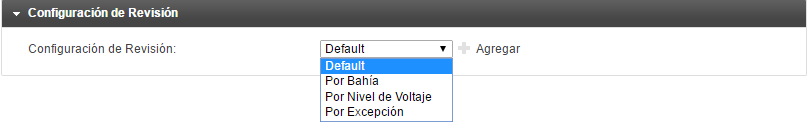 Configuración de Revisión
Configuración de Revisión: Default Agregar
Default
Por Bahía
Por Nivel de Voltaje
Por Excepción